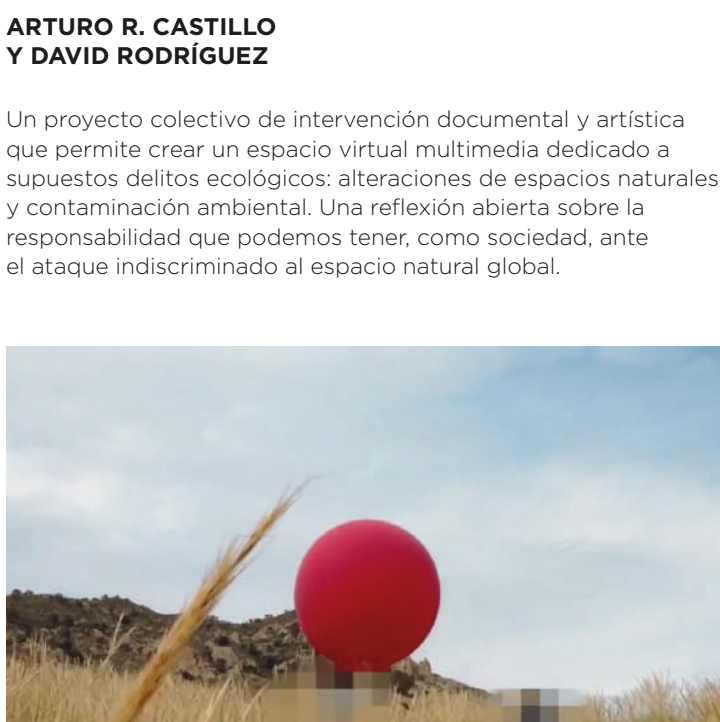 ARTURO R. CASTILLO
Y DAVID RODRÍGUEZ
Un proyecto colectivo de intervención documental y artística
que permite crear un espacio virtual multimedia dedicado a
supuestos delitos ecológicos: alteraciones de espacios naturales
y contaminación ambiental. Una reflexión abierta sobre la
responsabilidad que podemos tener, como sociedad, ante
el ataque indiscriminado al espacio natural global.